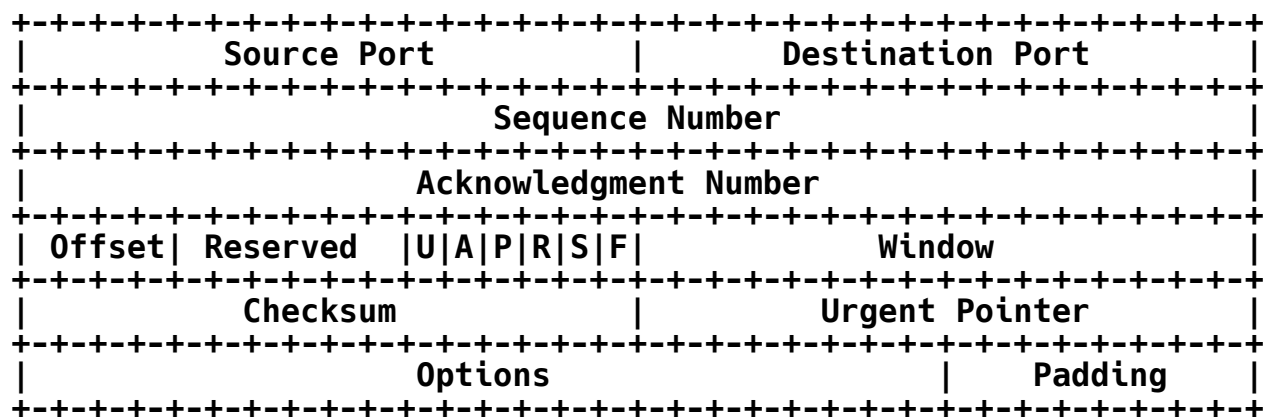 +-+-+-+-+-+-+-+-+-+-+-+-+-+-+-+-+-+-+-+-+-+-+-+-+-+-+-+-+-+-+-+-+
|          Source Port          |       Destination Port        |
+-+-+-+-+-+-+-+-+-+-+-+-+-+-+-+-+-+-+-+-+-+-+-+-+-+-+-+-+-+-+-+-+
|                        Sequence Number                        |
+-+-+-+-+-+-+-+-+-+-+-+-+-+-+-+-+-+-+-+-+-+-+-+-+-+-+-+-+-+-+-+-+
|                    Acknowledgment Number                      |
+-+-+-+-+-+-+-+-+-+-+-+-+-+-+-+-+-+-+-+-+-+-+-+-+-+-+-+-+-+-+-+-+
| Offset| Reserved  |U|A|P|R|S|F|            Window             |
+-+-+-+-+-+-+-+-+-+-+-+-+-+-+-+-+-+-+-+-+-+-+-+-+-+-+-+-+-+-+-+-+
|           Checksum            |         Urgent Pointer        |
+-+-+-+-+-+-+-+-+-+-+-+-+-+-+-+-+-+-+-+-+-+-+-+-+-+-+-+-+-+-+-+-+
|                    Options                    |    Padding    |
+-+-+-+-+-+-+-+-+-+-+-+-+-+-+-+-+-+-+-+-+-+-+-+-+-+-+-+-+-+-+-+-+